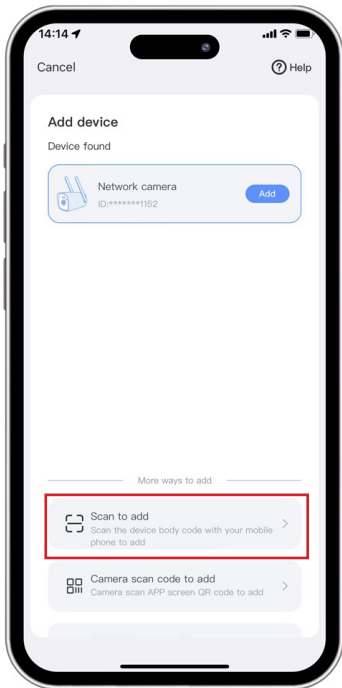 14:14
Cancel
Help
Add device
Device found
Network camera
ID:*******1152
Add
More ways to add
Scan to add
Scan the device body code with your mobile
phone to add
Camera scan code to add
Camera scan APP screen QR code to add